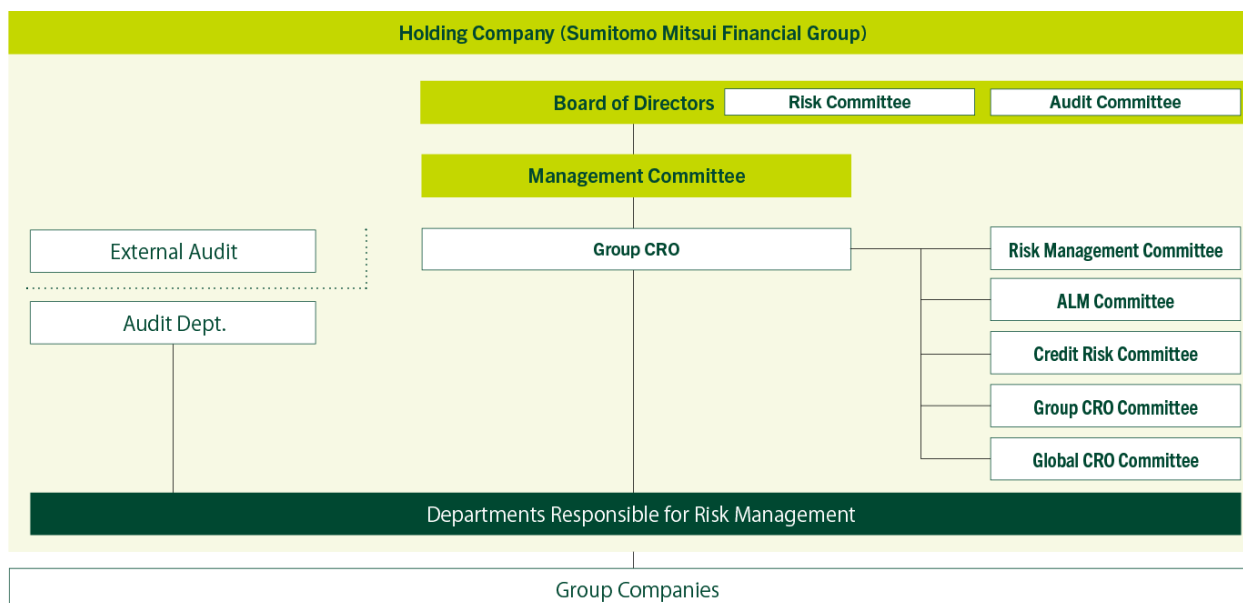 Holding Company (Sumitomo Mitsui Financial Group)
Board of Directors
Risk Committee
Audit Committee
Management Committee
External Audit
Group CRO
Risk Management Committee
ALM Committee
Audit Dept.
Credit Risk Committee
Group CRO Committee
Global CRO Committee
Departments Responsible for Risk Management
Group Companies